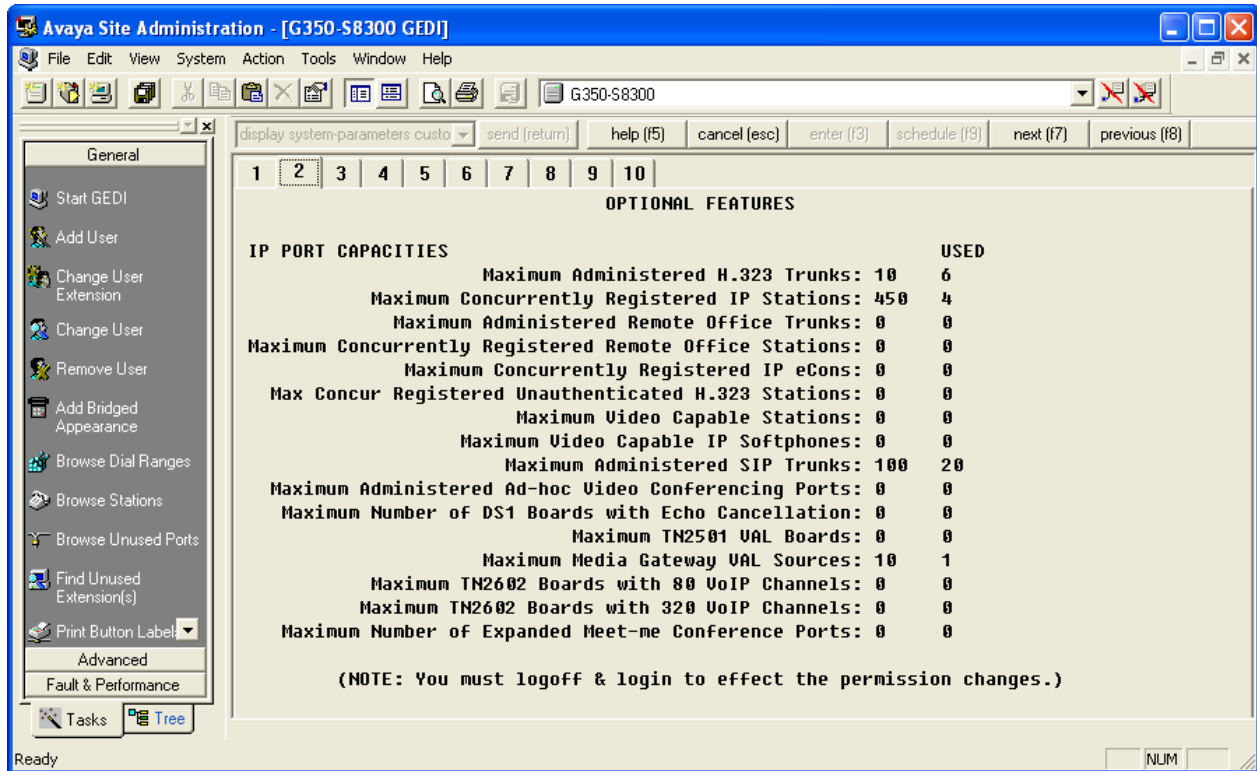 Avaya Site Administration - [G350-S8300 GEDI]
File Edit View System Action Tools Window Help
G350-S8300
display system-parameters custo send (return) help (f5) cancel (esc) enter (f3) schedule (f9) next (f7) previous (f8)
General
Start GEDI
Add User
Change User
Extension
Change User
Remove User
Add Bridged
Appearance
Browse Dial Ranges
Browse Stations
Browse Unused Ports
Find Unused
Extension(s)
Print Button Label
Advanced
Fault & Performance
Tasks Tree
1 2 3 4 5 6 7 8 9 10
OPTIONAL FEATURES
IP PORT CAPACITIES USED
Maximum Administered H.323 Trunks: 10 6
Maximum Concurrently Registered IP Stations: 450 4
Maximum Administered Remote Office Trunks: 0 0
Maximum Concurrently Registered Remote Office Stations: 0 0
Maximum Concurrently Registered IP eCons: 0 0
Max Concur Registered Unauthenticated H.323 Stations: 0 0
Maximum Video Capable Stations: 0 0
Maximum Video Capable IP Softphones: 0 0
Maximum Administered SIP Trunks: 100 20
Maximum Administered Ad-hoc Video Conferencing Ports: 0 0
Maximum Number of DS1 Boards with Echo Cancellation: 0 0
Maximum TN2501 VAL Boards: 0 0
Maximum Media Gateway VAL Sources: 10 1
Maximum TN2602 Boards with 80 VoIP Channels: 0 0
Maximum TN2602 Boards with 320 VoIP Channels: 0 0
Maximum Number of Expanded Meet-me Conference Ports: 0 0
(NOTE: You must logoff & login to effect the permission changes.)
Ready NUM